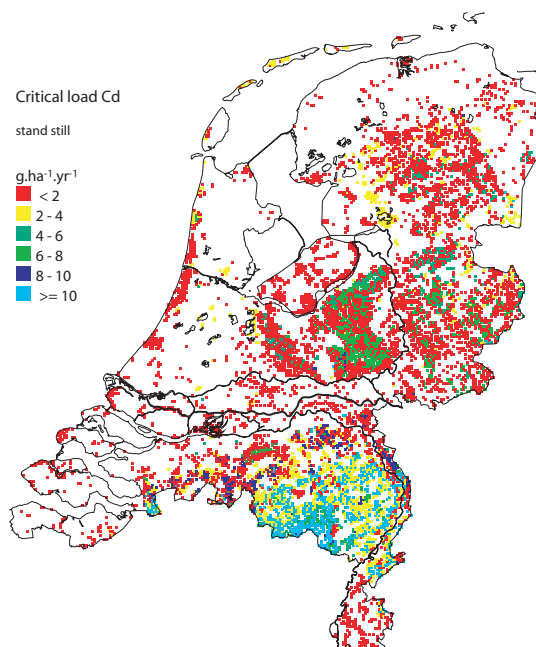 Critical load Cd
stand still
g.ha⁻¹.yr⁻¹
< 2
2 - 4
4 - 6
6 - 8
8 - 10
>= 10